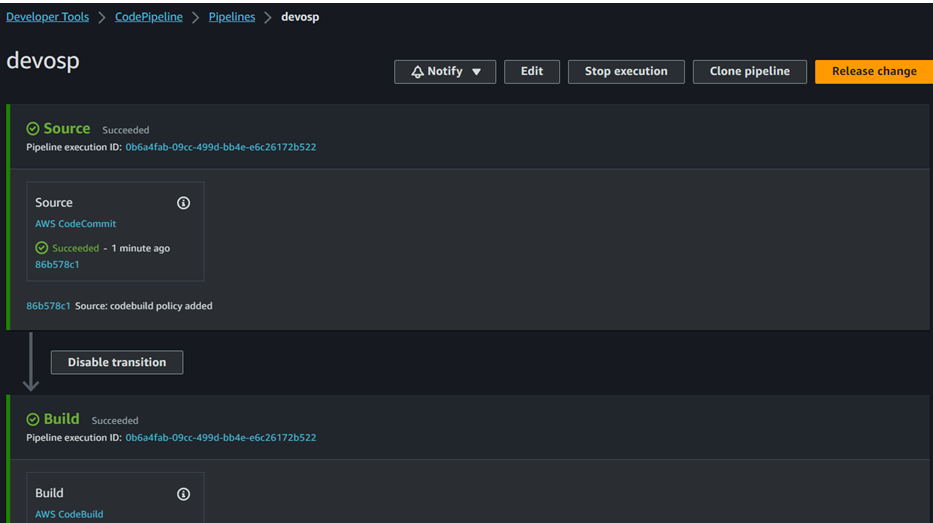 Developer Tools > CodePipeline > Pipelines > devosp
devosp
Notify ▼ Edit Stop execution Clone pipeline Release change
Source Succeeded
Pipeline execution ID: 0b6a4fab-09cc-499d-bb4e-e6c26172b522
Source
AWS CodeCommit
Succeeded - 1 minute ago
86b578c1
86b578c1 Source: codebuild policy added
Disable transition
Build Succeeded
Pipeline execution ID: 0b6a4fab-09cc-499d-bb4e-e6c26172b522
Build
AWS CodeBuild